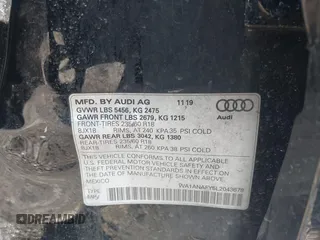 MFD. BY AUDI AG 11 19
GVWR LBS 5456, KG 2475
GAWR FRONT LBS 2679, KG 1215
FRONT-TIRES 235/60 R18
8JX18 RIMS, AT 240 KPA 35 PSI COLD
GAWR REAR LBS 3042, KG 1380
REAR-TIRES 235/60 R18
8JX18 RIMS, AT 260 KPA 38 PSI COLD
Audi
THIS VEHICLE CONFORMS TO ALL APPLICABLE
FEDERAL MOTOR VEHICLE SAFETY AND
THEFT PREVENTION STANDARDS IN EFFECT
ON THE DATE OF MANUFACTURE SHOWN ABOVE
MEXICO
TYPE
DREAMBID